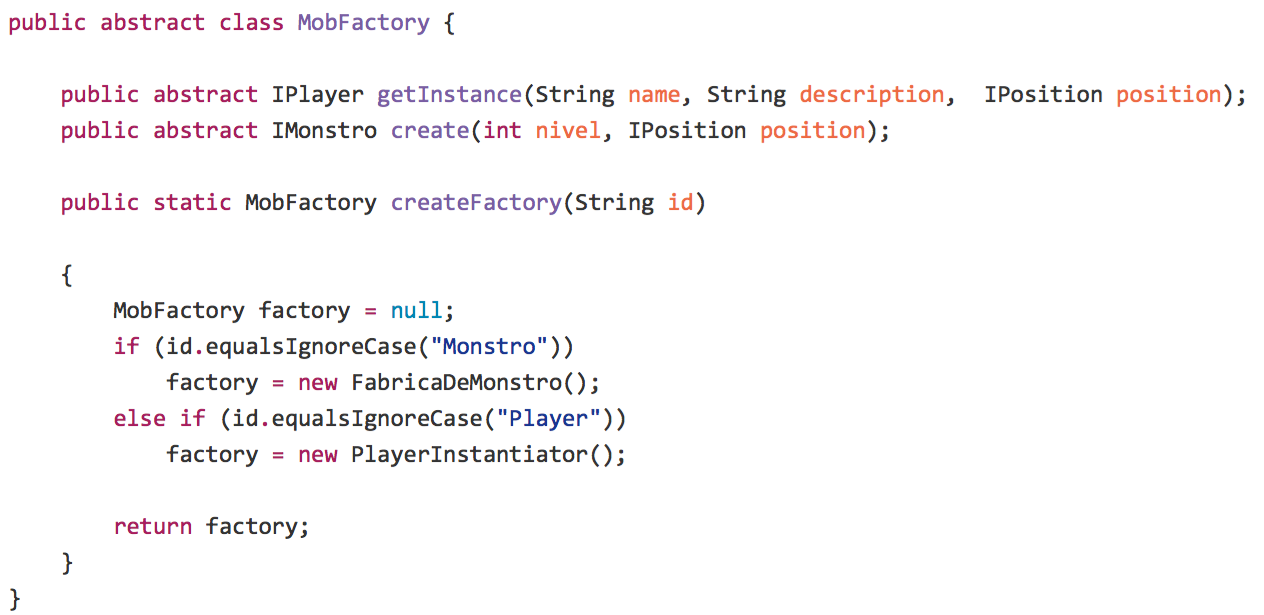 public abstract class MobFactory {
public abstract IPlayer getInstance(String name, String description,  IPosition position);
public abstract IMonstro create(int nivel, IPosition position);
public static MobFactory createFactory(String id)
{
MobFactory factory = null;
if (id.equalsIgnoreCase("Monstro"))
factory = new FabricaDeMonstro();
else if (id.equalsIgnoreCase("Player"))
factory = new PlayerInstantiator();
return factory;
}
}